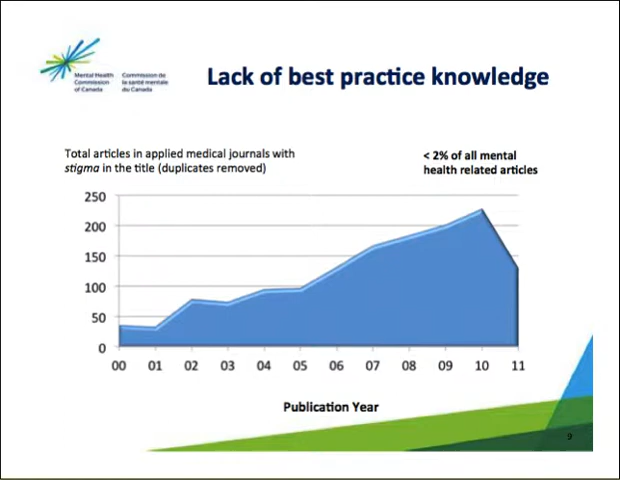 Mental Health
Commission
of Canada
Commission de
la santé mentale
du Canada
Lack of best practice knowledge
Total articles in applied medical journals with
stigma in the title (duplicates removed)
< 2% of all mental
health related articles
250
200
150
100
50
0
00 01 02 03 04 05 06 07 08 09 10 11
Publication Year
9